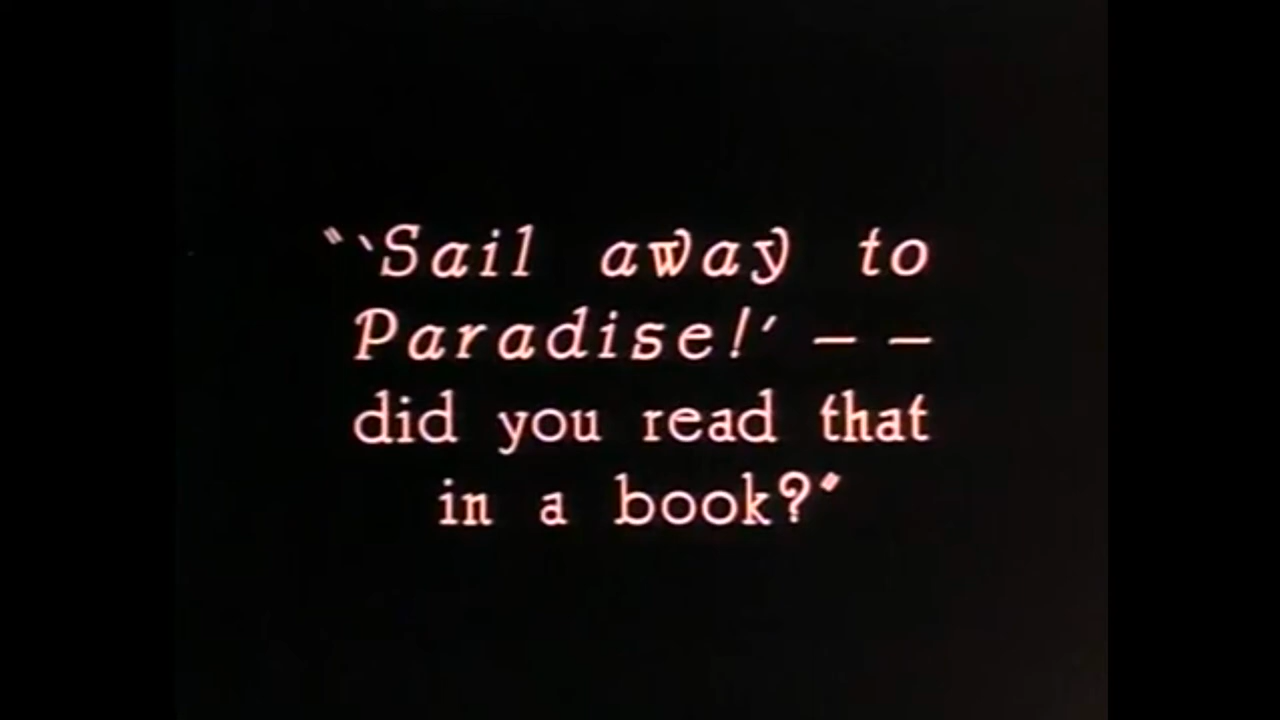 "'Sail away to
Paradise!' – –
did you read that
in a book?"